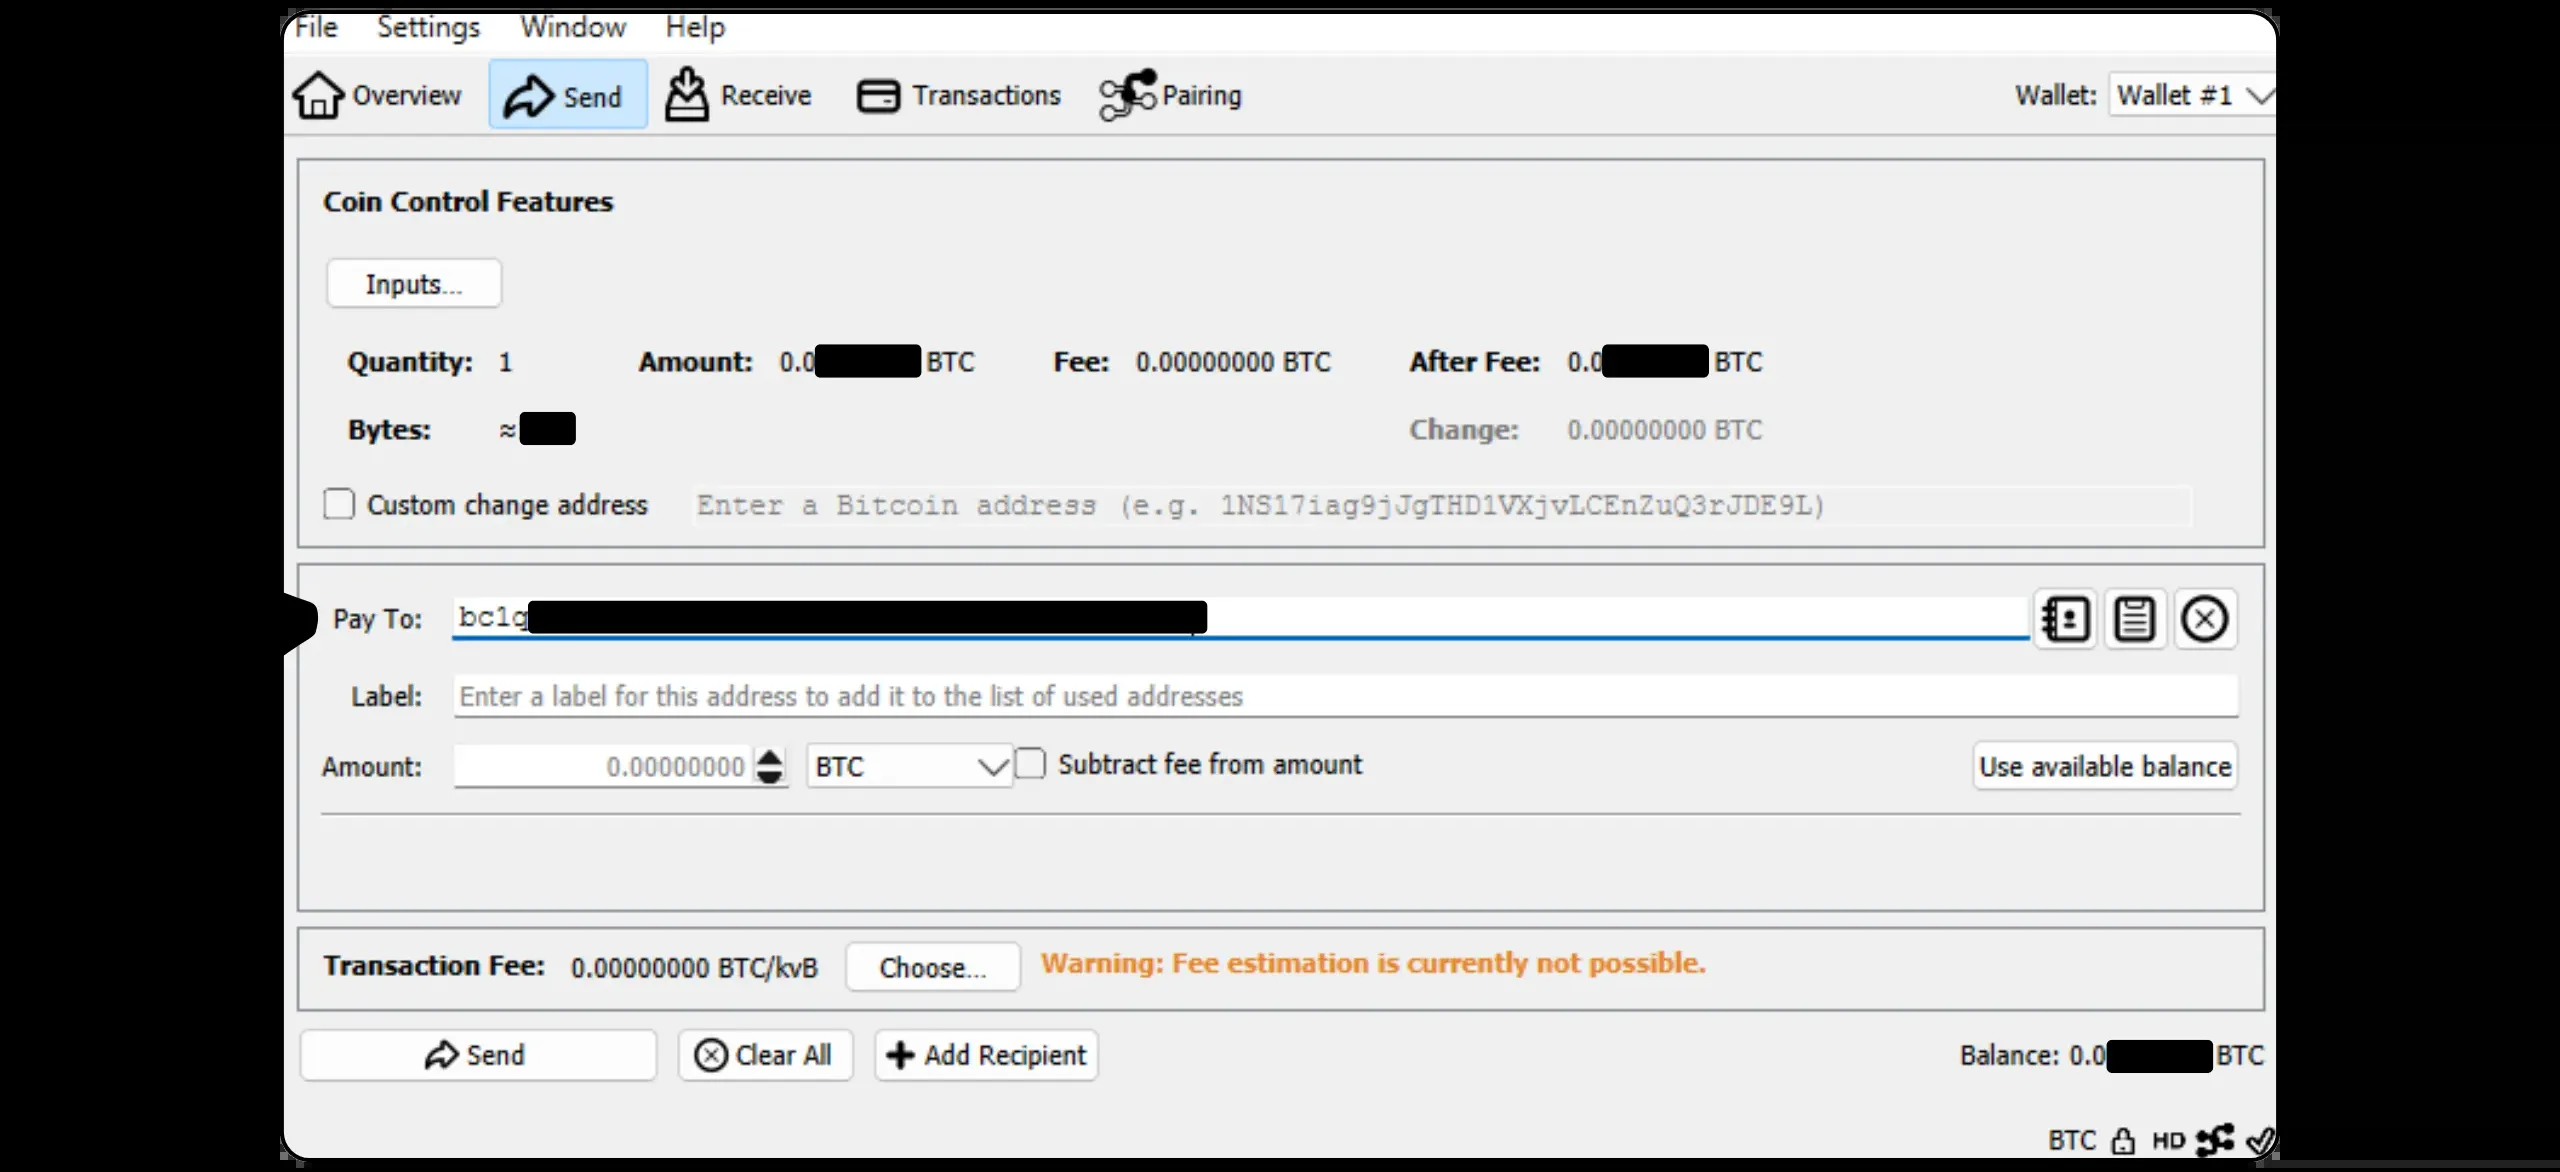 File Settings Window Help
Overview Send Receive Transactions Pairing Wallet: Wallet #1
Coin Control Features
Inputs...
Quantity: 1 Amount: 0.0 BTC Fee: 0.00000000 BTC After Fee: 0.0 BTC
Bytes: ≈ Change: 0.00000000 BTC
Custom change address Enter a Bitcoin address (e.g. 1NS17iag9jJgTHD1VXjvLCEnZuQ3rJDE9L)
Pay To: bc1q
Label: Enter a label for this address to add it to the list of used addresses
Amount: 0.00000000 BTC Subtract fee from amount Use available balance
Transaction Fee: 0.00000000 BTC/kvB Choose... Warning: Fee estimation is currently not possible.
Send Clear All Add Recipient Balance: 0.0 BTC
BTC HD